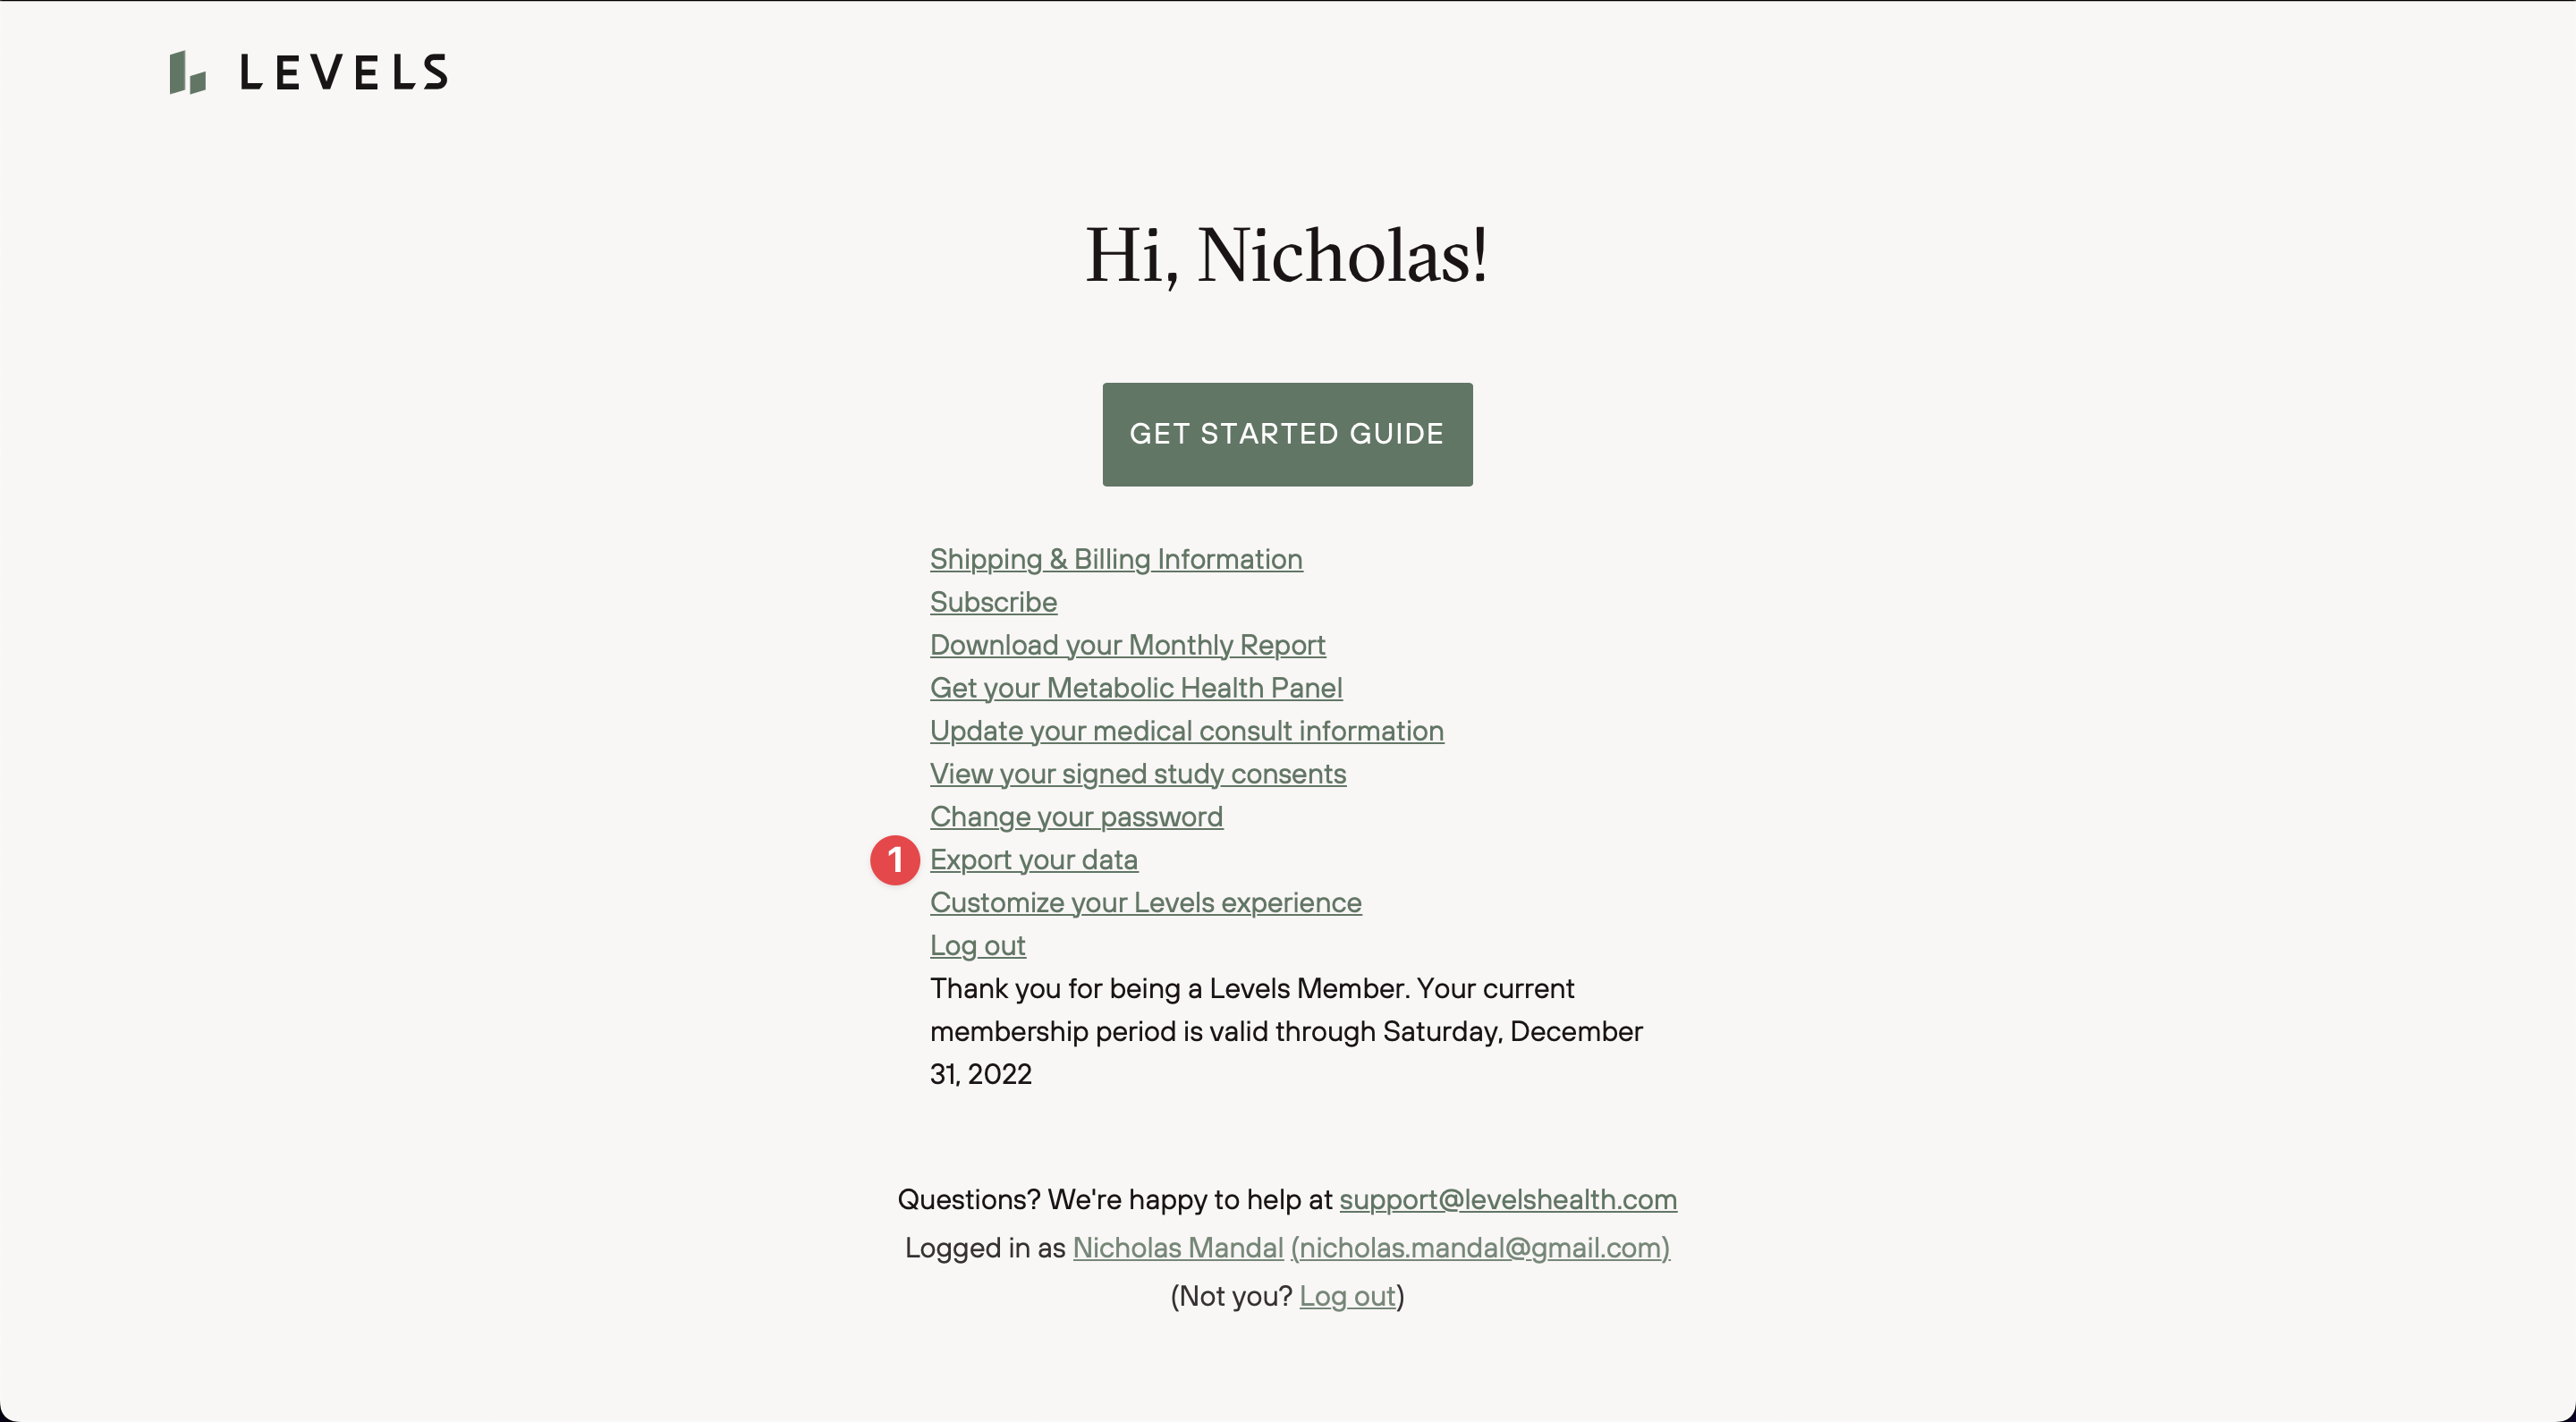 LEVELS
Hi, Nicholas!
GET STARTED GUIDE
Shipping & Billing Information
Subscribe
Download your Monthly Report
Get your Metabolic Health Panel
Update your medical consult information
View your signed study consents
Change your password
1 Export your data
Customize your Levels experience
Log out
Thank you for being a Levels Member. Your current
membership period is valid through Saturday, December
31, 2022
Questions? We're happy to help at support@levelshealth.com
Logged in as Nicholas Mandal (nicholas.mandal@gmail.com)
(Not you? Log out)